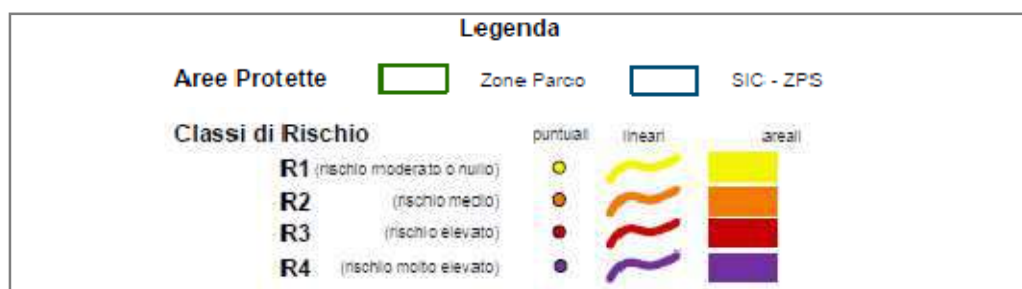 Legenda
Aree Protette Zone Parco SIC - ZPS
Classi di Rischio puntuali lineari areali
R1 (rischio moderato o nullo)
R2 (rischio medio)
R3 (rischio elevato)
R4 (rischio molto elevato)